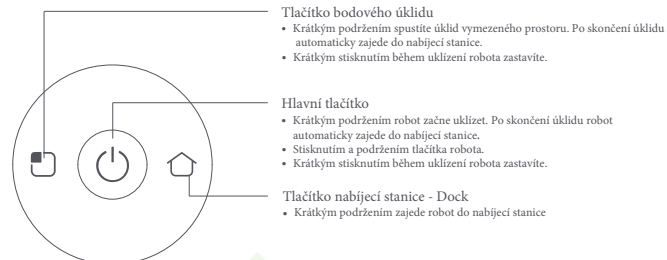 Tlačítko bodového úklidu
• Krátkým podržením spustíte úklid vymezeného prostoru. Po skončení úklidu
automaticky zajede do nabíjecí stanice.
• Krátkým stisknutím během uklízení robota zastavíte.
Hlavní tlačítko
• Krátkým podržením robot začne uklízet. Po skončení úklidu robot
automaticky zajede do nabíjecí stanice.
• Stisknutím a podržením tlačítka robota.
• Krátkým stisknutím během uklízení robota zastavíte.
Tlačítko nabíjecí stanice - Dock
• Krátkým podržením zajede robot do nabíjecí stanice